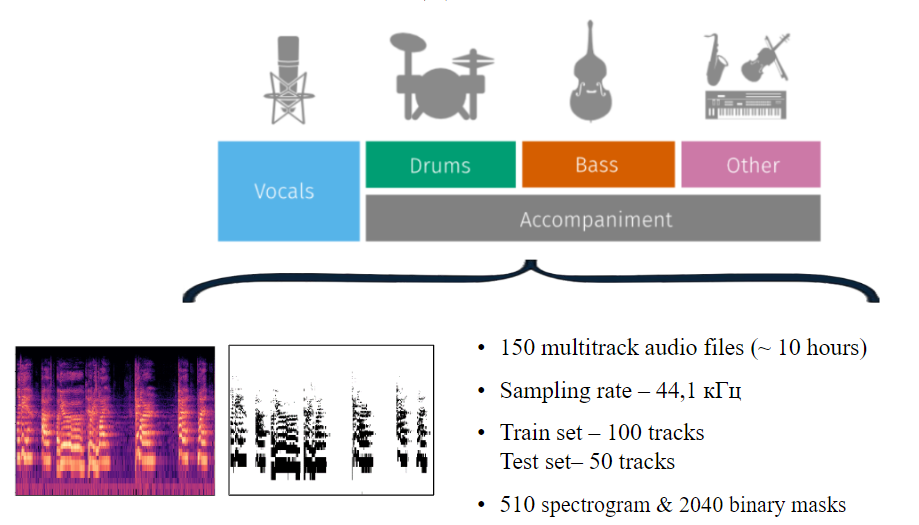 Vocals
Drums
Bass
Other
Accompaniment
• 150 multitrack audio files (~ 10 hours)
• Sampling rate – 44,1 кГц
• Train set – 100 tracks
Test set– 50 tracks
• 510 spectrogram & 2040 binary masks